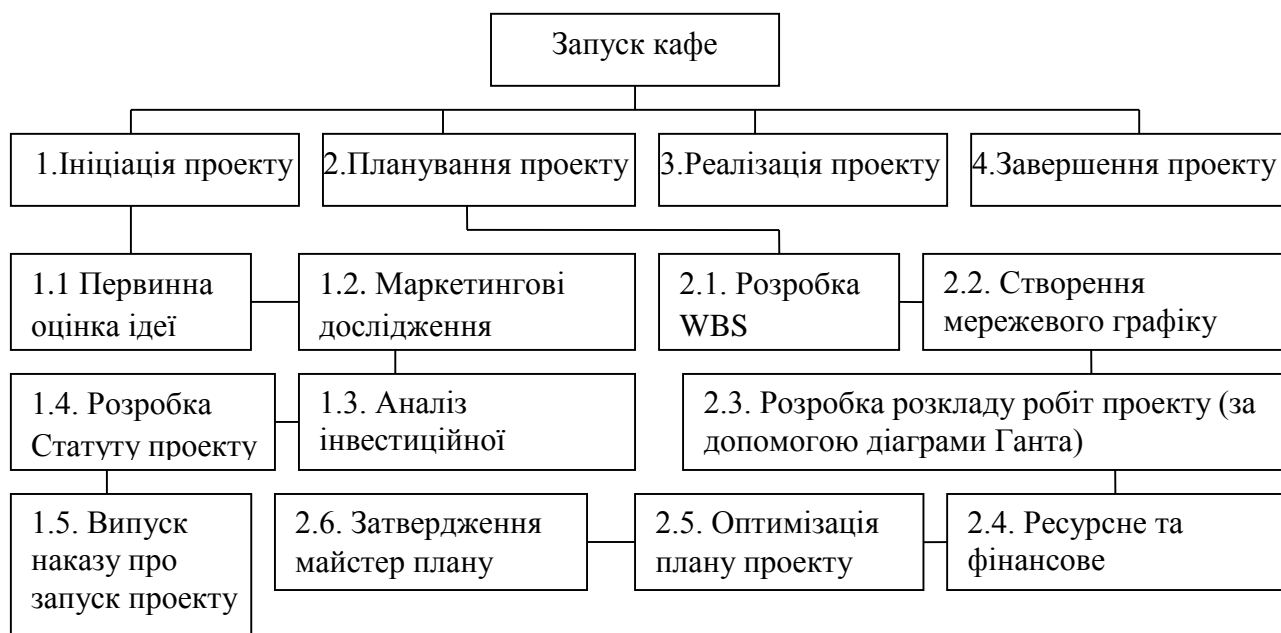 Запуск кафе
1.Ініціація проекту
2.Планування проекту
3.Реалізація проекту
4.Завершення проекту
1.1 Первинна
оцінка ідеї
1.2. Маркетингові
дослідження
2.1. Розробка
WBS
2.2. Створення
мережевого графіку
1.4. Розробка
Статуту проекту
1.3. Аналіз
інвестиційної
2.3. Розробка розкладу робіт проекту (за
допомогою діаграми Ганта)
1.5. Випуск
наказу про
запуск проекту
2.6. Затвердження
майстер плану
2.5. Оптимізація
плану проекту
2.4. Ресурсне та
фінансове